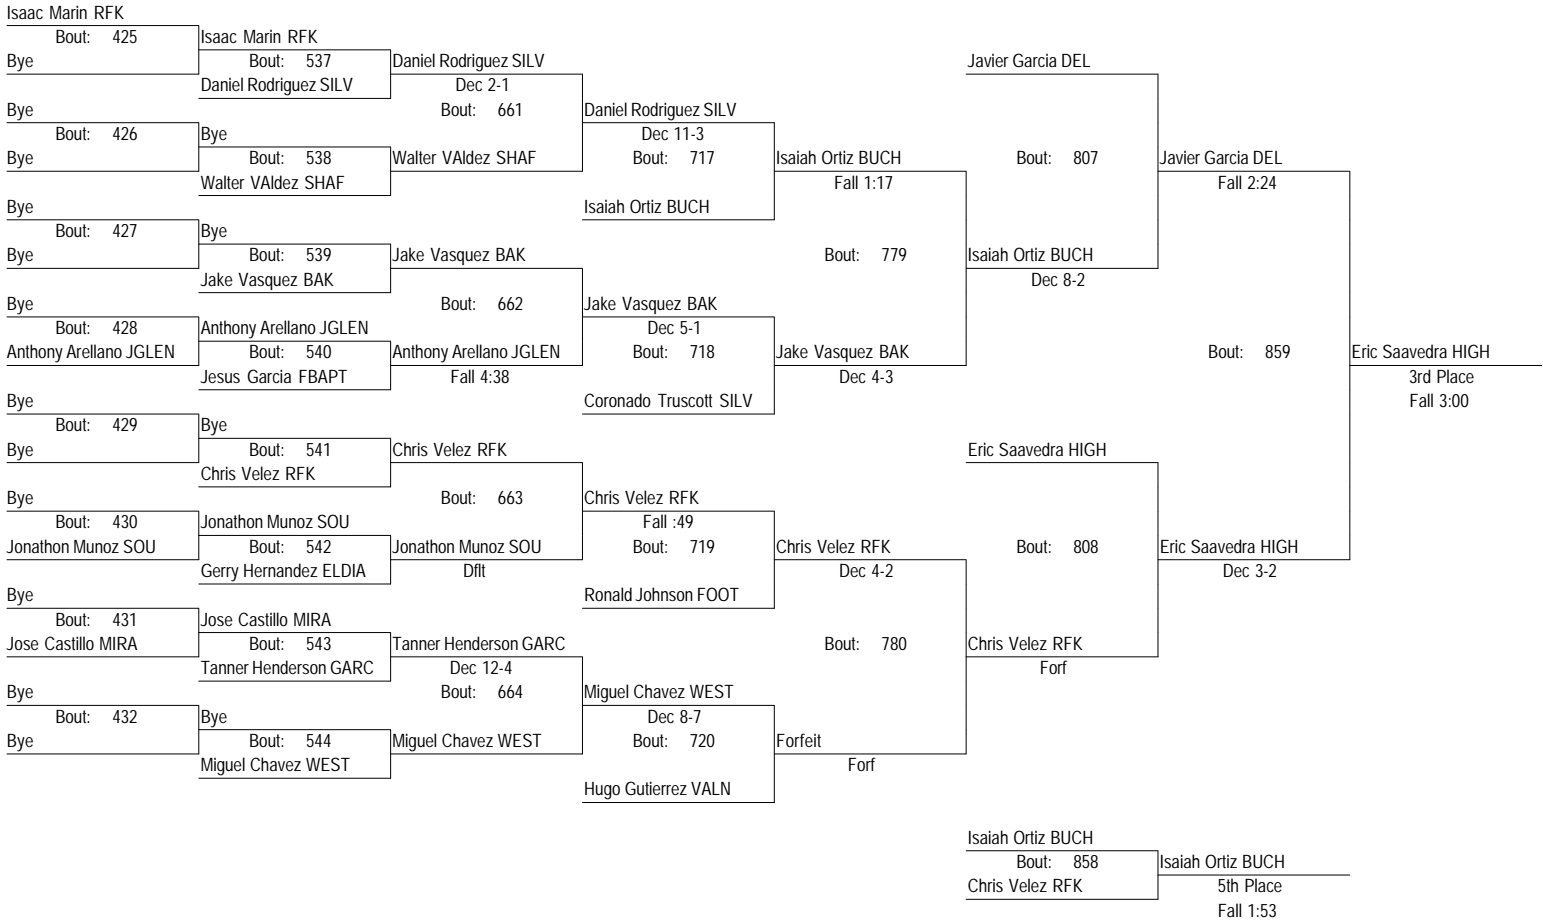 Isaac Marin RFK
Bout: 425
Isaac Marin RFK
Bye
Bout: 537
Daniel Rodriguez SILV
Javier Garcia DEL
Daniel Rodriguez SILV
Dec 2-1
Bye
Bout: 661
Daniel Rodriguez SILV
Bout: 426
Bye
Dec 11-3
Bye
Bout: 538
Walter VAldez SHAF
Bout: 717
Isaiah Ortiz BUCH
Bout: 807
Javier Garcia DEL
Walter VAldez SHAF
Fall 1:17
Fall 2:24
Bye
Isaiah Ortiz BUCH
Bout: 427
Bye
Bye
Bout: 539
Jake Vasquez BAK
Bout: 779
Isaiah Ortiz BUCH
Jake Vasquez BAK
Dec 8-2
Bye
Bout: 662
Jake Vasquez BAK
Bout: 428
Anthony Arellano JGLEN
Dec 5-1
Anthony Arellano JGLEN
Bout: 540
Anthony Arellano JGLEN
Bout: 718
Jake Vasquez BAK
Bout: 859
Eric Saavedra HIGH
Jesus Garcia FBAPT
Fall 4:38
Dec 4-3
3rd Place
Bye
Coronado Truscott SILV
Fall 3:00
Bout: 429
Bye
Bye
Bout: 541
Chris Velez RFK
Eric Saavedra HIGH
Chris Velez RFK
Bye
Bout: 663
Chris Velez RFK
Bout: 430
Jonathon Munoz SOU
Fall :49
Jonathon Munoz SOU
Bout: 542
Jonathon Munoz SOU
Bout: 719
Chris Velez RFK
Bout: 808
Eric Saavedra HIGH
Gerry Hernandez ELDIA
Dflt
Dec 4-2
Dec 3-2
Bye
Ronald Johnson FOOT
Bout: 431
Jose Castillo MIRA
Jose Castillo MIRA
Bout: 543
Tanner Henderson GARC
Bout: 780
Chris Velez RFK
Tanner Henderson GARC
Dec 12-4
Forf
Bye
Bout: 664
Miguel Chavez WEST
Bout: 432
Bye
Dec 8-7
Bye
Bout: 544
Miguel Chavez WEST
Bout: 720
Forfeit
Miguel Chavez WEST
Forf
Hugo Gutierrez VALN
Isaiah Ortiz BUCH
Bout: 858
Isaiah Ortiz BUCH
Chris Velez RFK
5th Place
Fall 1:53